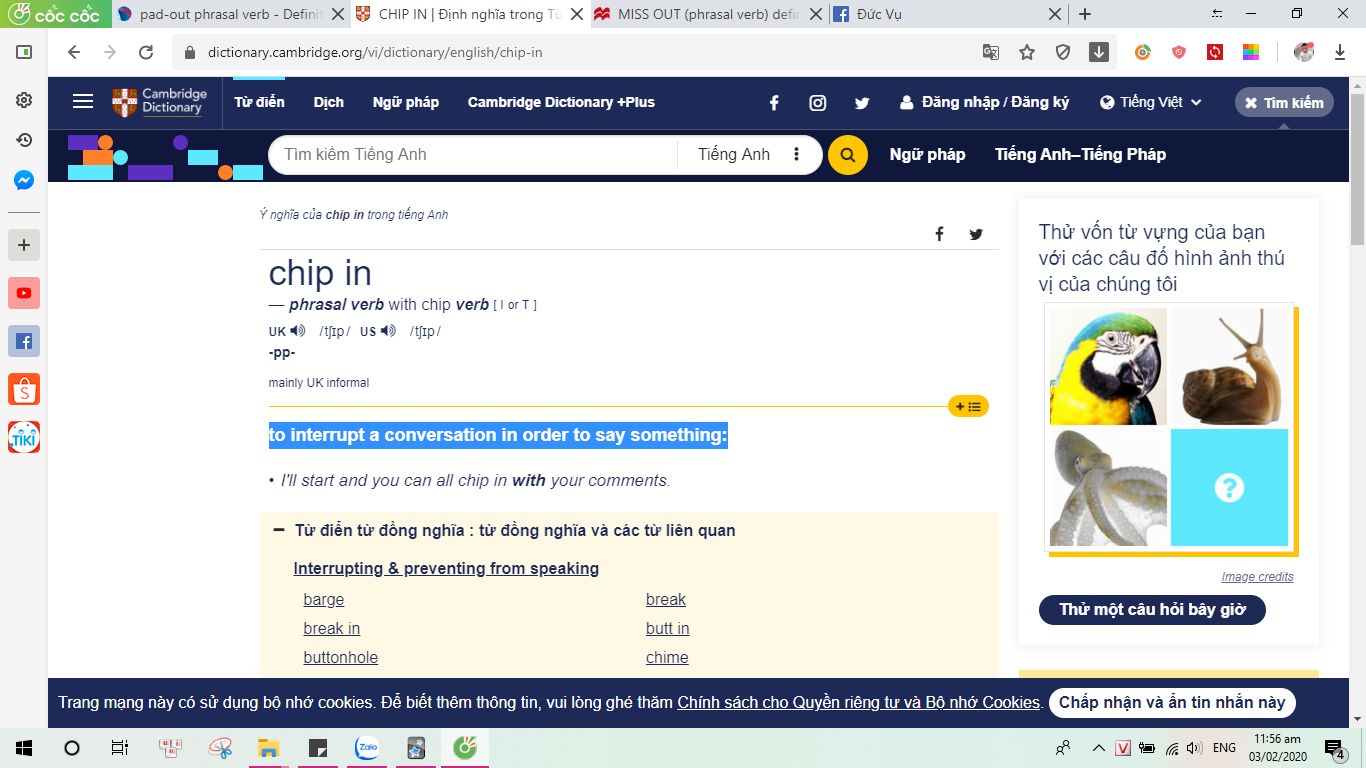 cốc cốc
pad-out phrasal verb - Definit
CHIP IN | Định nghĩa trong Từ
MISS OUT (phrasal verb) defin
Đức Vụ
dictionary.cambridge.org/vi/dictionary/english/chip-in
Cambridge
Dictionary
Từ điển
Dịch
Ngữ pháp
Cambridge Dictionary +Plus
Đăng nhập / Đăng ký
Tiếng Việt
Tìm kiếm
Tìm kiếm Tiếng Anh
Tiếng Anh
Ngữ pháp
Tiếng Anh–Tiếng Pháp
Ý nghĩa của chip in trong tiếng Anh
chip in
— phrasal verb with chip verb [ I or T ]
UK /tʃɪp/ US /tʃɪp/
-pp-
mainly UK informal
to interrupt a conversation in order to say something:
• I'll start and you can all chip in with your comments.
Từ điển từ đồng nghĩa : từ đồng nghĩa và các từ liên quan
Interrupting & preventing from speaking
barge
break
break in
butt in
buttonhole
chime
Thử vốn từ vựng của bạn
với các câu đố hình ảnh thú
vị của chúng tôi
?
Image credits
Thử một câu hỏi bây giờ
Trang mạng này có sử dụng bộ nhớ cookies. Để biết thêm thông tin, vui lòng ghé thăm Chính sách cho Quyền riêng tư và Bộ nhớ Cookies.
Chấp nhận và ẩn tin nhắn này
TIKI
Zalo
V
ENG
11:56 am
03/02/2020
4